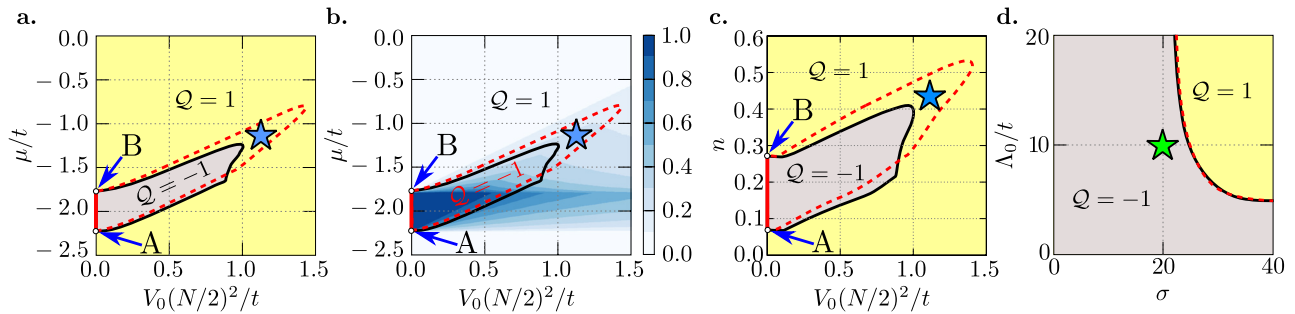 a.
0.0
− 0.5
− 1.0
− 1.5
− 2.0
− 2.5
μ/t
𝒬 = 1
B
𝒬 = −1
A
0.0 0.5 1.0 1.5
V₀(N/2)²/t
b.
0.0
− 0.5
− 1.0
− 1.5
− 2.0
− 2.5
μ/t
𝒬 = 1
B
𝒬 = −1
A
0.0 0.5 1.0 1.5
V₀(N/2)²/t
1.0
0.8
0.6
0.4
0.2
0.0
c.
0.6
0.5
0.4
0.3
0.2
0.1
0.0
n
𝒬 = 1
B
𝒬 = −1
A
0.0 0.5 1.0 1.5
V₀(N/2)²/t
d.
20
10
0
Λ₀/t
𝒬 = 1
𝒬 = −1
0 20 40
σ